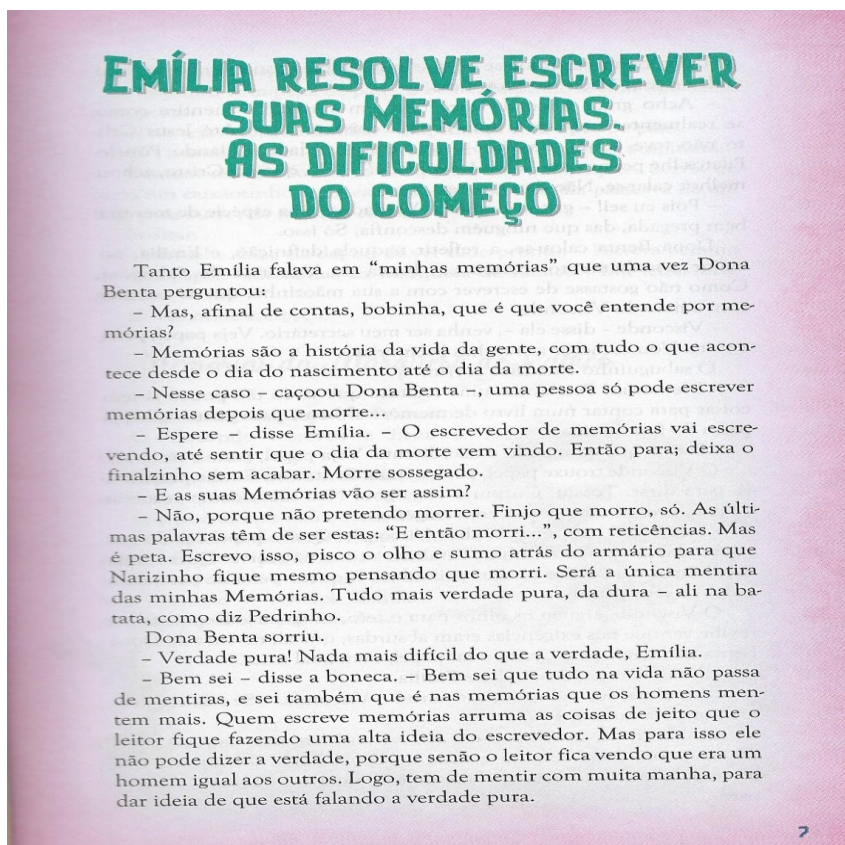 EMÍLIA RESOLVE ESCREVER
SUAS MEMÓRIAS.
AS DIFICULDADES
DO COMEÇO
Tanto Emília falava em “minhas memórias” que uma vez Dona
Benta perguntou:
– Mas, afinal de contas, bobinha, que é que você entende por me-
mórias?
– Memórias são a história da vida da gente, com tudo o que acon-
tece desde o dia do nascimento até o dia da morte.
– Nesse caso – caçoou Dona Benta –, uma pessoa só pode escrever
memórias depois que morre...
– Espere – disse Emília. – O escrevedor de memórias vai escre-
vendo, até sentir que o dia da morte vem vindo. Então para; deixa o
finalzinho sem acabar. Morre sossegado.
– E as suas Memórias vão ser assim?
– Não, porque não pretendo morrer. Finjo que morro, só. As últi-
mas palavras têm de ser estas: “E então morri...”, com reticências. Mas
é peta. Escrevo isso, pisco o olho e sumo atrás do armário para que
Narizinho fique mesmo pensando que morri. Será a única mentira
das minhas Memórias. Tudo mais verdade pura, da dura – ali na ba-
tata, como diz Pedrinho.
Dona Benta sorriu.
– Verdade pura! Nada mais difícil do que a verdade, Emília.
– Bem sei – disse a boneca. – Bem sei que tudo na vida não passa
de mentiras, e sei também que é nas memórias que os homens men-
tem mais. Quem escreve memórias arruma as coisas de jeito que o
leitor fique fazendo uma alta ideia do escrevedor. Mas para isso ele
não pode dizer a verdade, porque senão o leitor fica vendo que era um
homem igual aos outros. Logo, tem de mentir com muita manha, para
dar ideia de que está falando a verdade pura.
7